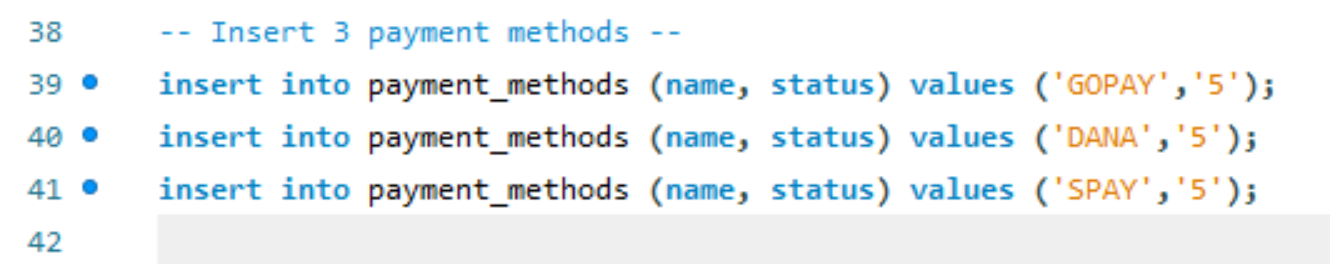 38 -- Insert 3 payment methods --
39 insert into payment_methods (name, status) values ('GOPAY','5');
40 insert into payment_methods (name, status) values ('DANA','5');
41 insert into payment_methods (name, status) values ('SPAY','5');
42